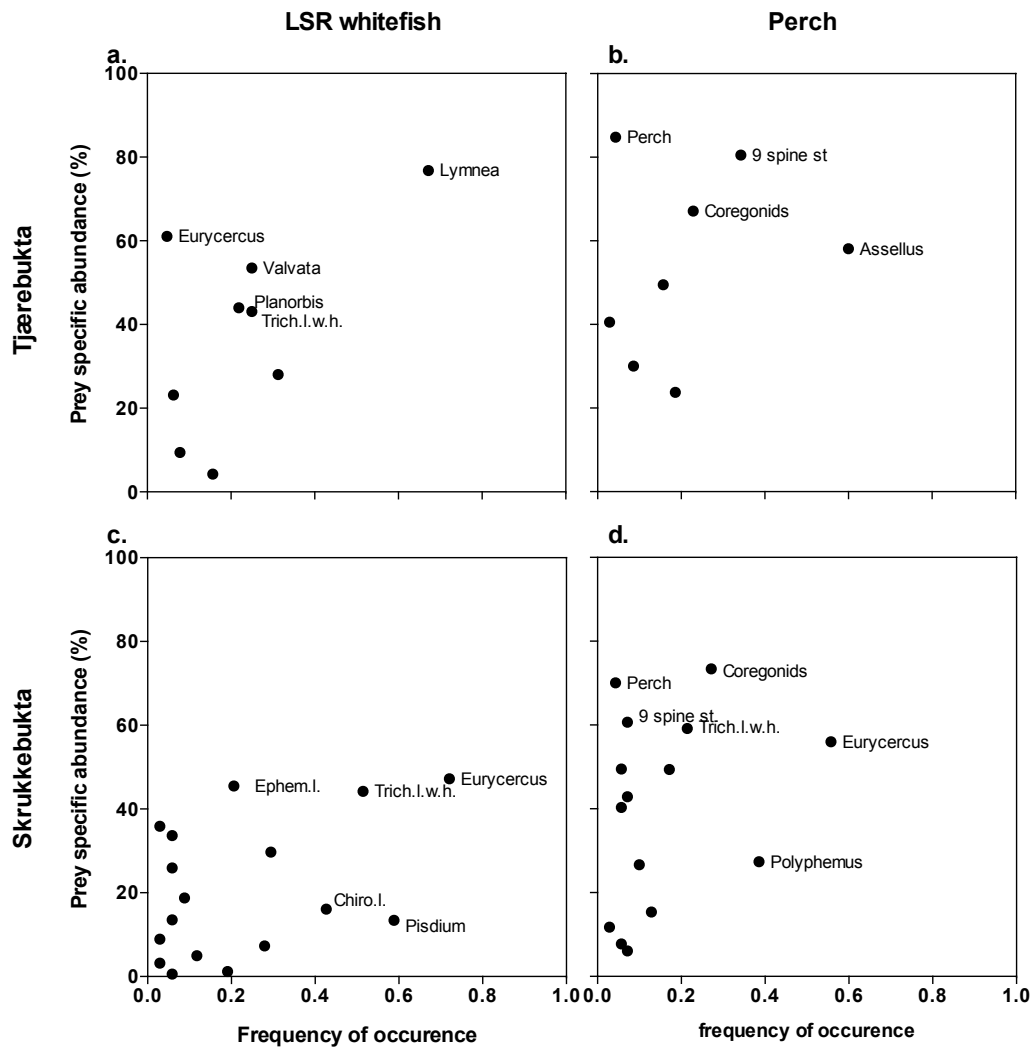 LSR whitefish
Perch
a.
b.
Tjærebukta
Prey specific abundance (%)
100
80
60
40
20
0
Lymnea
Eurycercus
Valvata
Planorbis
Trich.l.w.h.
Perch
9 spine st
Coregonids
Assellus
c.
d.
Skrukkebukta
Prey specific abundance (%)
100
80
60
40
20
0
Ephem.l.
Trich.l.w.h.
Eurycercus
Chiro.l.
Pisdium
Coregonids
Perch
9 spine st.
Trich.l.w.h.
Eurycercus
Polyphemus
0.0 0.2 0.4 0.6 0.8 1.0
0.0 0.2 0.4 0.6 0.8 1.0
Frequency of occurence
frequency of occurence